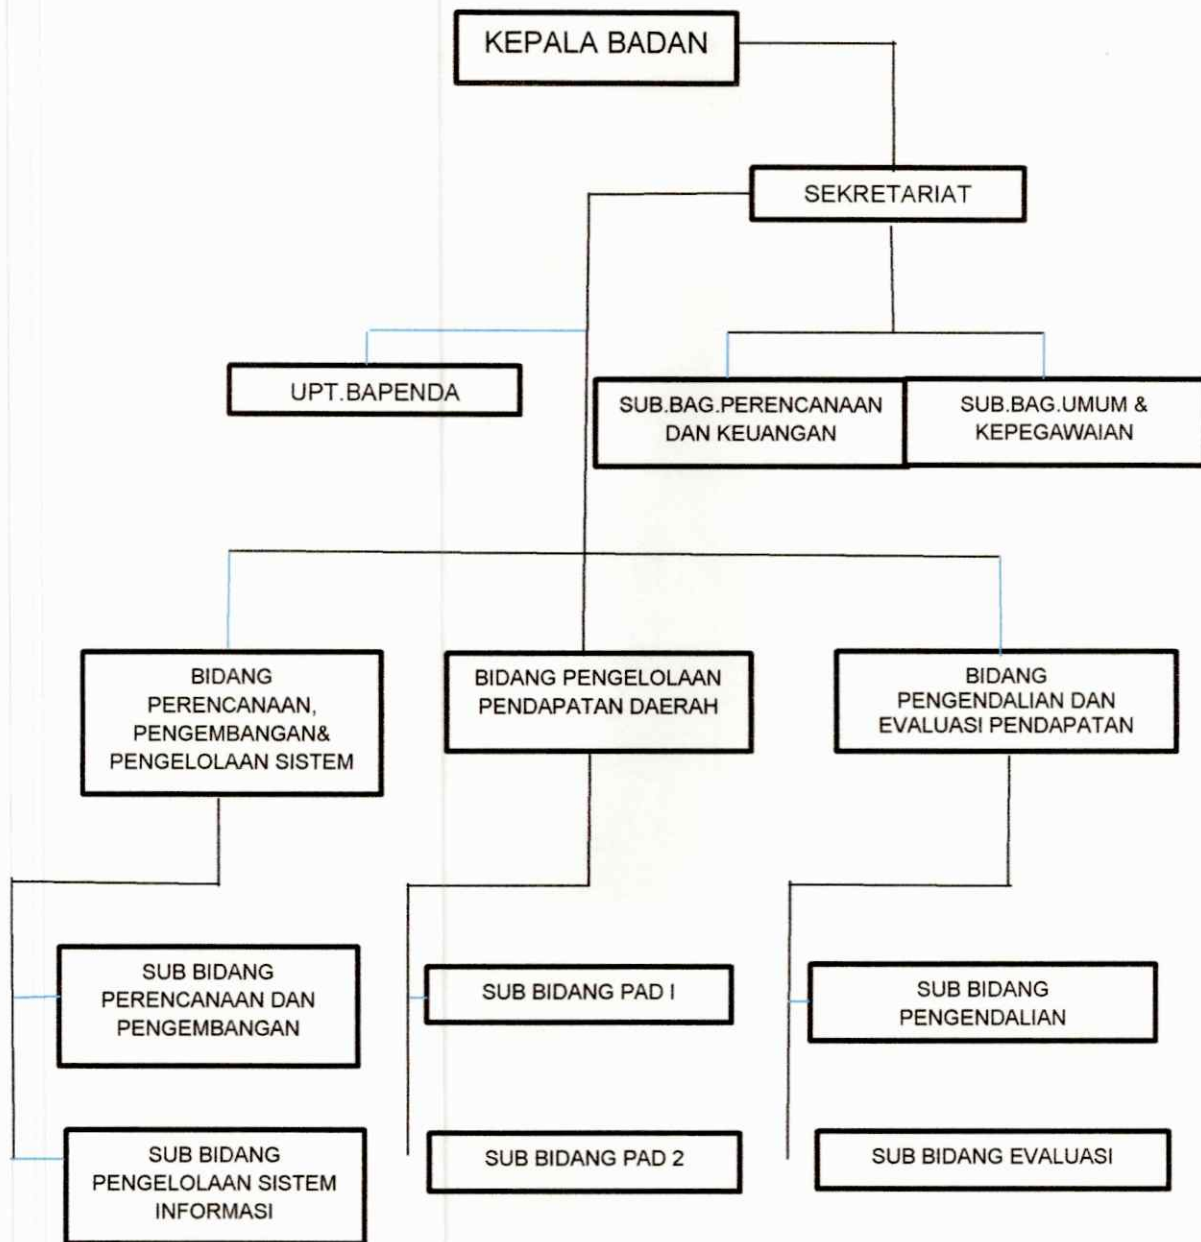 KEPALA BADAN
SEKRETARIAT
UPT.BAPENDA
SUB.BAG.PERENCANAAN
DAN KEUANGAN
SUB.BAG.UMUM &
KEPEGAWAIAN
BIDANG
PERENCANAAN,
PENGEMBANGAN&
PENGELOLAAN SISTEM
BIDANG PENGELOLAAN
PENDAPATAN DAERAH
BIDANG
PENGENDALIAN DAN
EVALUASI PENDAPATAN
SUB BIDANG
PERENCANAAN DAN
PENGEMBANGAN
SUB BIDANG PAD I
SUB BIDANG
PENGENDALIAN
SUB BIDANG
PENGELOLAAN SISTEM
INFORMASI
SUB BIDANG PAD 2
SUB BIDANG EVALUASI